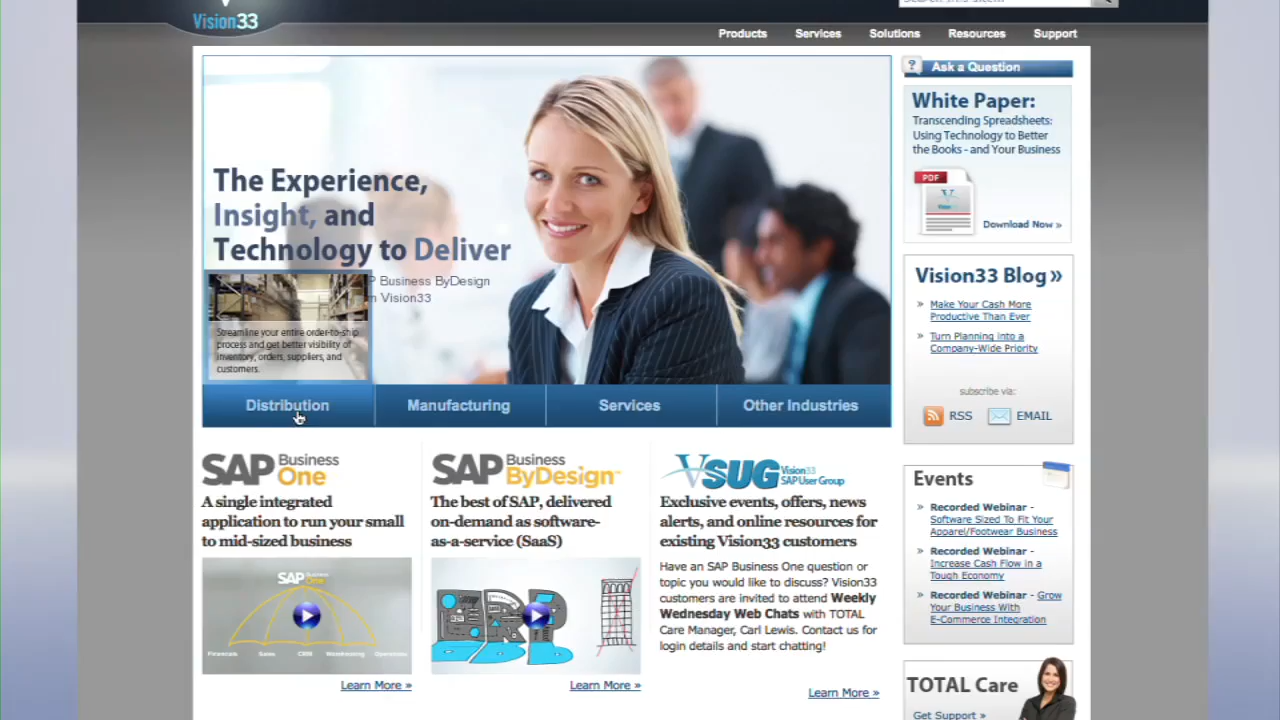 Vision33
Products Services Solutions Resources Support
The Experience,
Insight, and
Technology to Deliver
P Business ByDesign
Vision33
Streamline your entire order-to-ship
process and get better visibility of
inventory, orders, suppliers, and
customers.
Distribution Manufacturing Services Other Industries
SAP Business One
A single integrated
application to run your small
to mid-sized business
SAP Business One
Financials Sales CRM Warehousing Operations
Learn More »
SAP Business ByDesign™
The best of SAP, delivered
on-demand as software-
as-a-service (SaaS)
ERP
Learn More »
VSUG Vision33
SAP User Group
Exclusive events, offers, news
alerts, and online resources for
existing Vision33 customers
Have an SAP Business One question or
topic you would like to discuss? Vision33
customers are invited to attend Weekly
Wednesday Web Chats with TOTAL
Care Manager, Carl Lewis. Contact us for
login details and start chatting!
Learn More »
? Ask a Question
White Paper:
Transcending Spreadsheets:
Using Technology to Better
the Books - and Your Business
PDF
Download Now »
Vision33 Blog »
» Make Your Cash More
Productive Than Ever
» Turn Planning into a
Company-Wide Priority
subscribe via:
RSS EMAIL
Events
» Recorded Webinar -
Software Sized To Fit Your
Apparel/Footwear Business
» Recorded Webinar -
Increase Cash Flow in a
Tough Economy
» Recorded Webinar - Grow
Your Business With
E-Commerce Integration
TOTAL Care
Get Support »